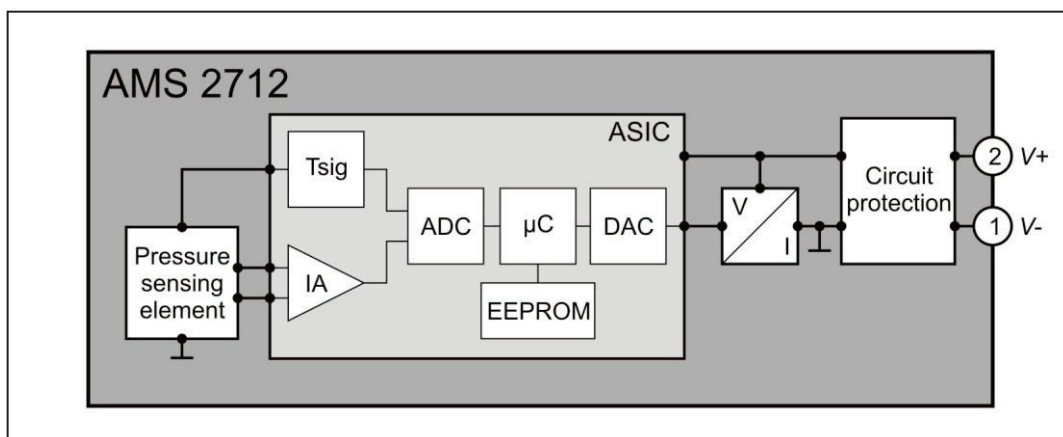 AMS 2712
ASIC
Tsig
Pressure
sensing
element
IA
ADC
µC
DAC
EEPROM
V
I
Circuit
protection
2 V+
1 V-